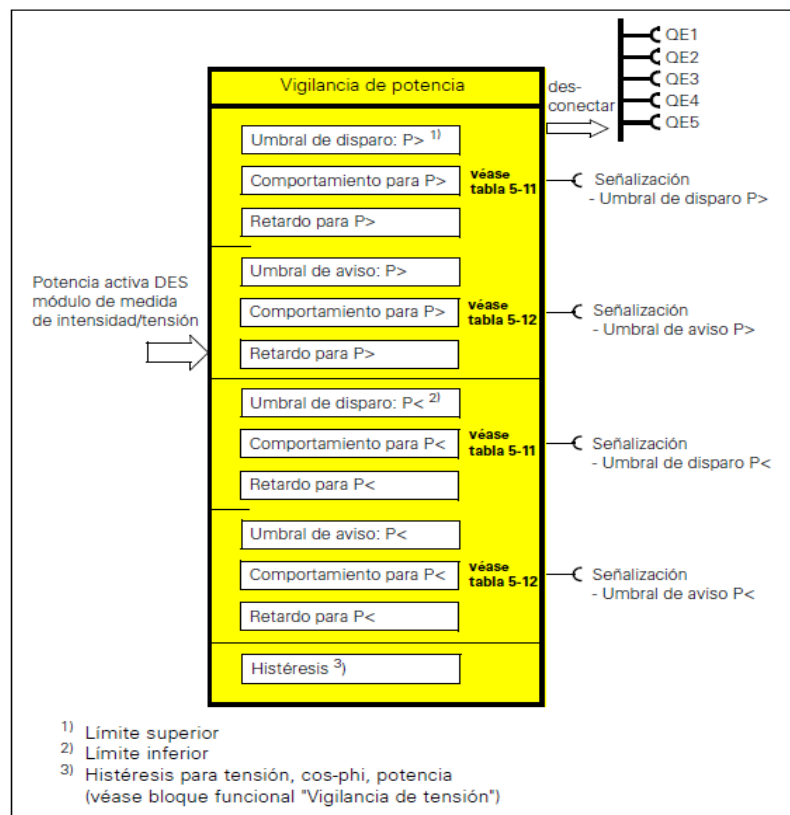 Vigilancia de potencia
des-
conectar
QE1
QE2
QE3
QE4
QE5
Umbral de disparo: P> 1)
Comportamiento para P>
véase
tabla 5-11
Señalización
- Umbral de disparo P>
Retardo para P>
Potencia activa DES
módulo de medida
de intensidad/tensión
Umbral de aviso: P>
Comportamiento para P>
véase
tabla 5-12
Señalización
- Umbral de aviso P>
Retardo para P>
Umbral de disparo: P< 2)
Comportamiento para P<
véase
tabla 5-11
Señalización
- Umbral de disparo P<
Retardo para P<
Umbral de aviso: P<
Comportamiento para P<
véase
tabla 5-12
Señalización
- Umbral de aviso P<
Retardo para P<
Histéresis 3)
1) Límite superior
2) Límite inferior
3) Histéresis para tensión, cos-phi, potencia
(véase bloque funcional "Vigilancia de tensión")